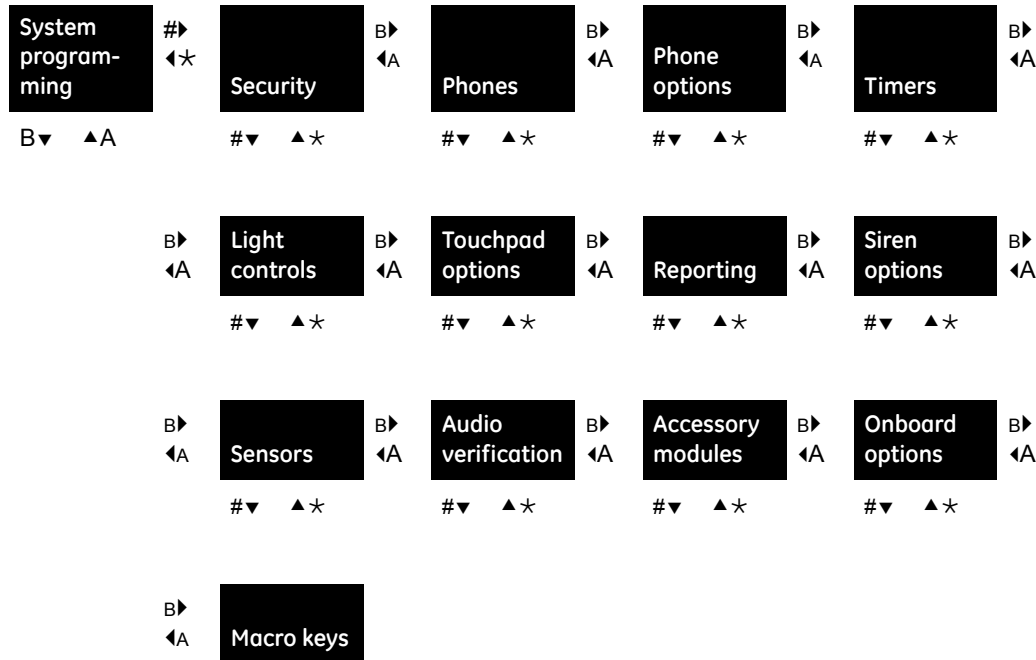 System
program-
ming
#▶
◀*
Security
B▶
◀A
Phones
B▶
◀A
Phone
options
B▶
◀A
Timers
B▶
◀A
B▼ ▲A
#▼ ▲*
#▼ ▲*
#▼ ▲*
#▼ ▲*
B▶
◀A
Light
controls
B▶
◀A
Touchpad
options
B▶
◀A
Reporting
B▶
◀A
Siren
options
B▶
◀A
#▼ ▲*
#▼ ▲*
#▼ ▲*
#▼ ▲*
B▶
◀A
Sensors
B▶
◀A
Audio
verification
B▶
◀A
Accessory
modules
B▶
◀A
Onboard
options
B▶
◀A
#▼ ▲*
#▼ ▲*
#▼ ▲*
#▼ ▲*
B▶
◀A
Macro keys